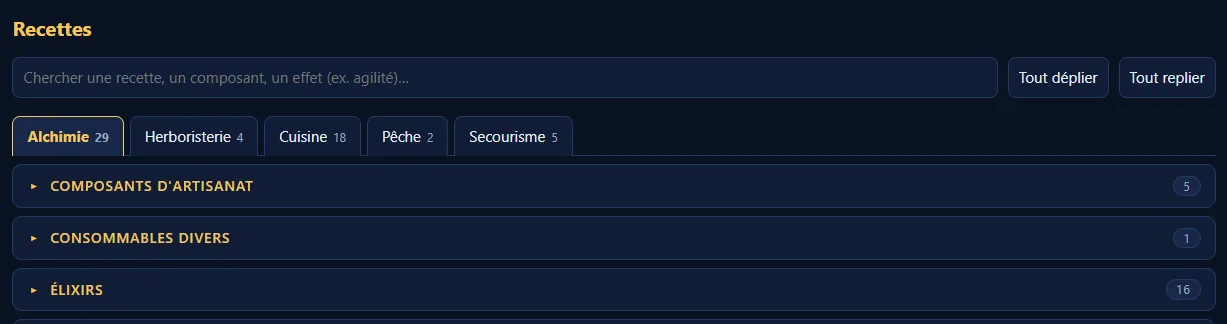 Recettes
Chercher une recette, un composant, un effet (ex. agilité)... Tout déplier Tout replier
Alchimie 29 Herboristerie 4 Cuisine 18 Pêche 2 Secourisme 5
COMPOSANTS D'ARTISANAT 5
CONSOMMABLES DIVERS 1
ÉLIXIRS 16